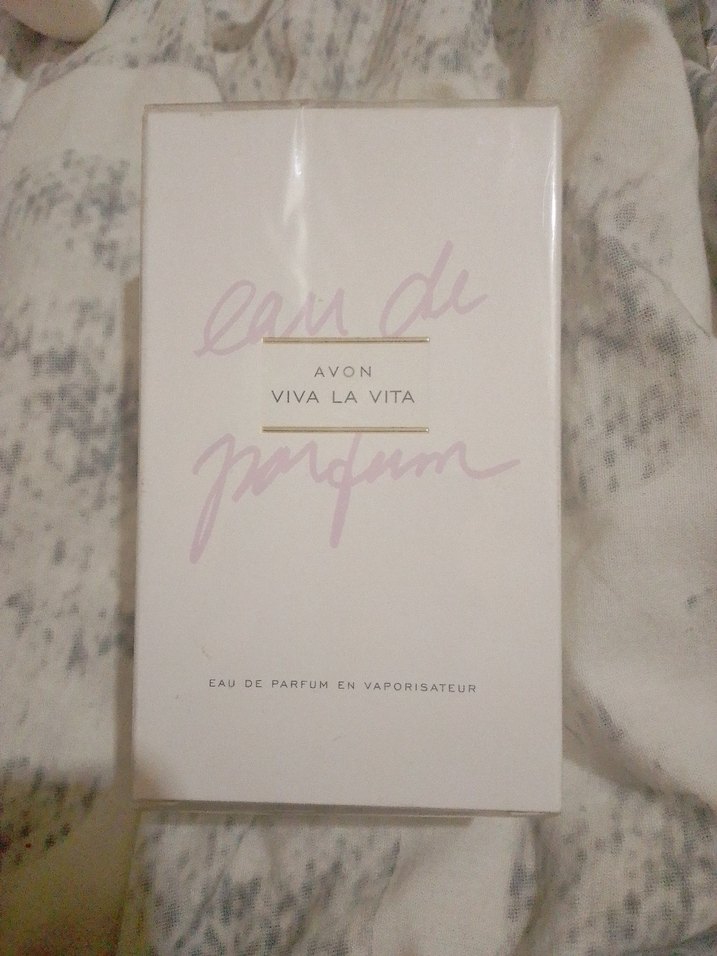 eau de
AVON
VIVA LA VITA
parfum
EAU DE PARFUM EN VAPORISATEUR